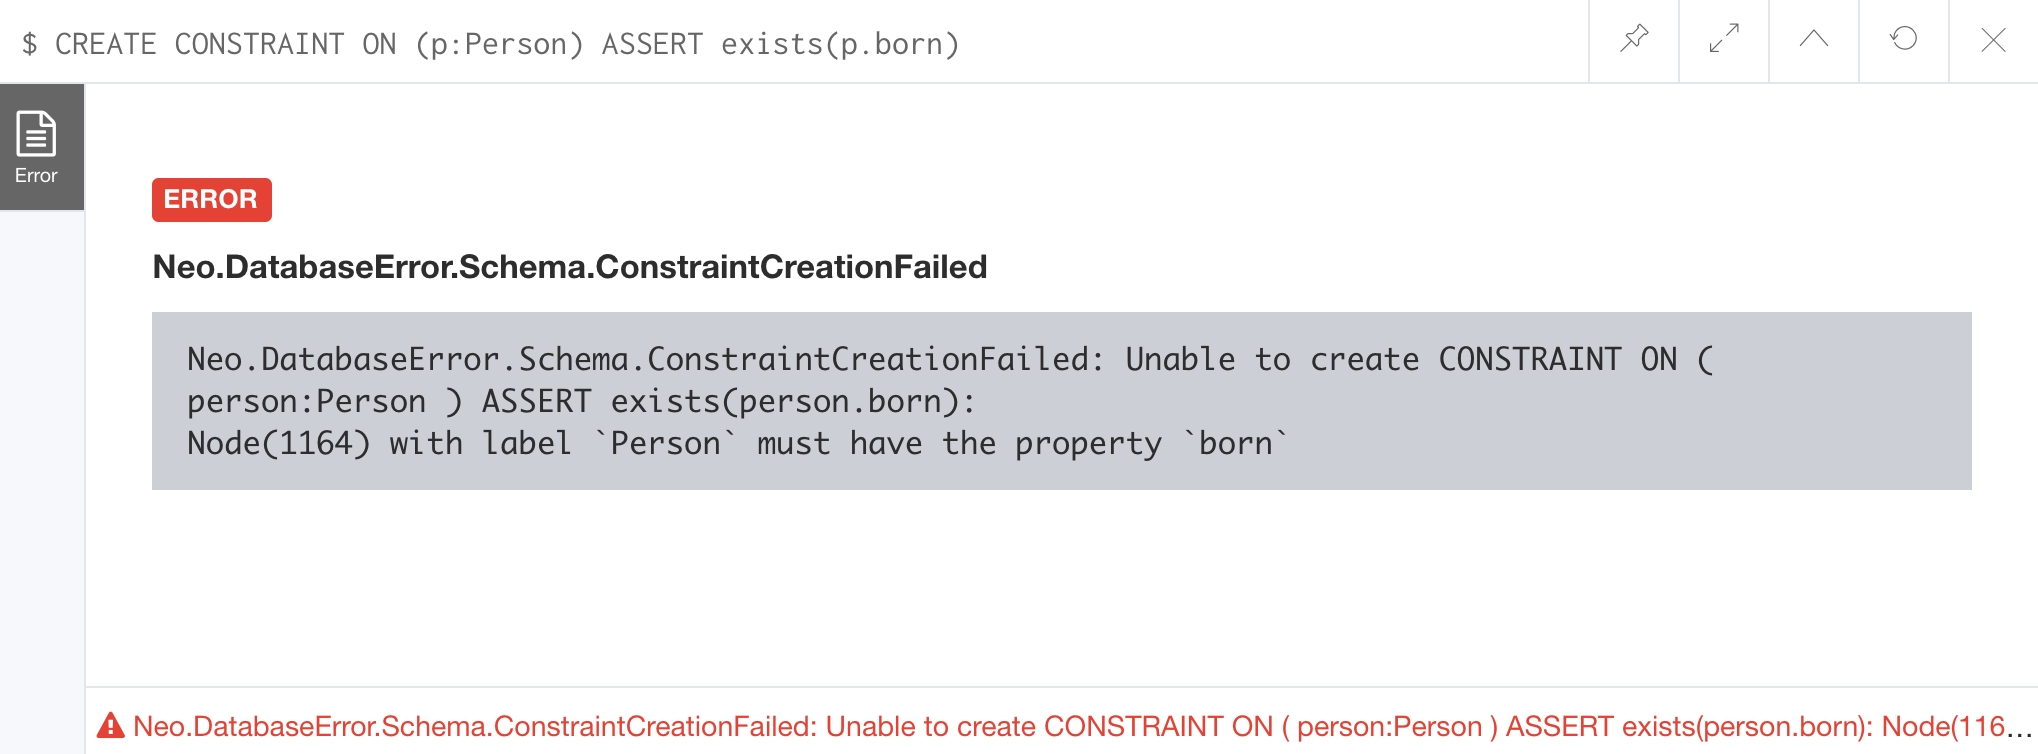 $ CREATE CONSTRAINT ON (p:Person) ASSERT exists(p.born)
Error
ERROR
Neo.DatabaseError.Schema.ConstraintCreationFailed
Neo.DatabaseError.Schema.ConstraintCreationFailed: Unable to create CONSTRAINT ON (
person:Person ) ASSERT exists(person.born):
Node(1164) with label `Person` must have the property `born`
Neo.DatabaseError.Schema.ConstraintCreationFailed: Unable to create CONSTRAINT ON ( person:Person ) ASSERT exists(person.born): Node(116...